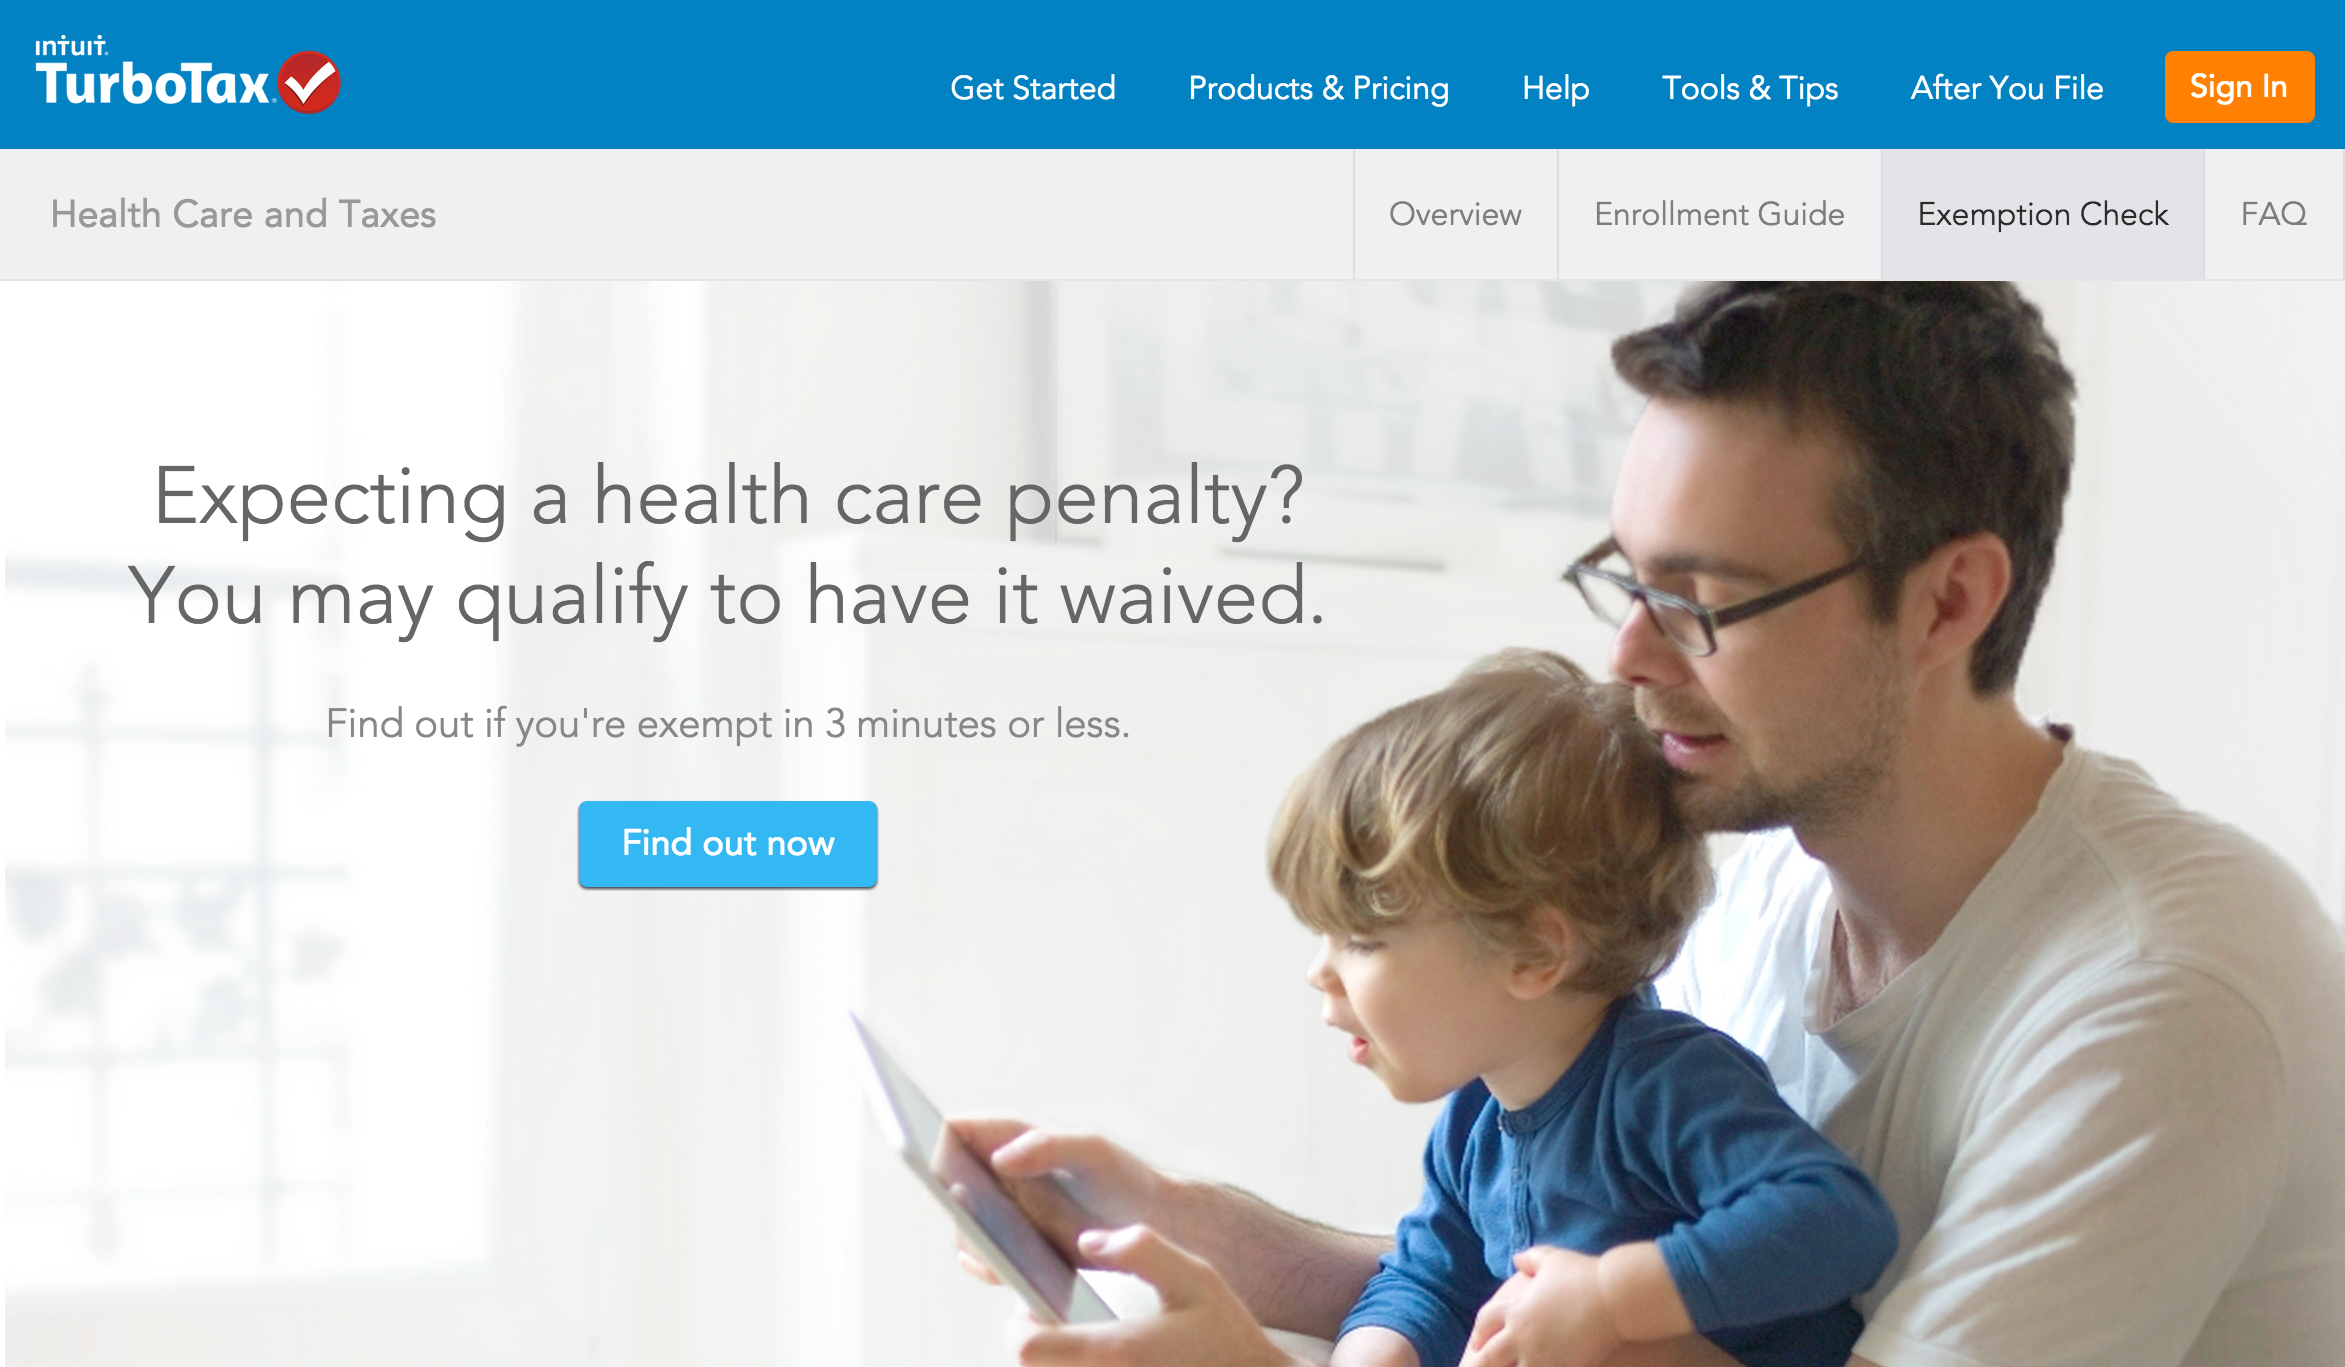 intuit.
TurboTax.
Get Started
Products & Pricing
Help
Tools & Tips
After You File
Sign In
Health Care and Taxes
Overview
Enrollment Guide
Exemption Check
FAQ
Expecting a health care penalty?
You may qualify to have it waived.
Find out if you're exempt in 3 minutes or less.
Find out now